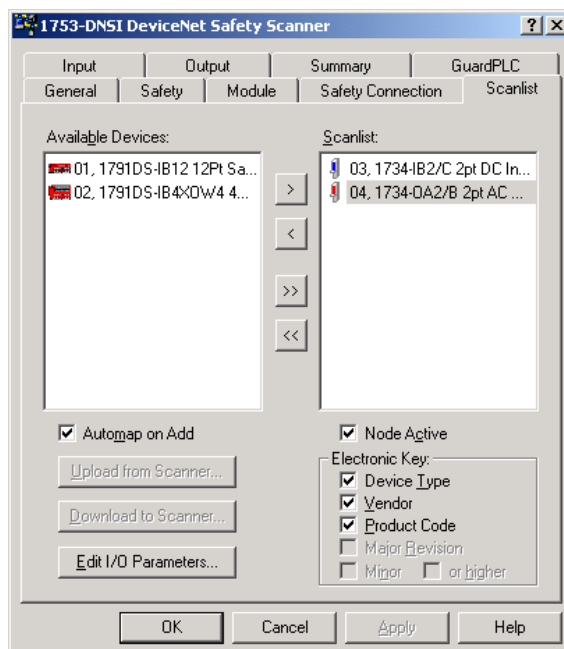 1753-DNSI DeviceNet Safety Scanner
Input Output Summary GuardPLC
General Safety Module Safety Connection Scanlist
Available Devices:
01, 1791DS-IB12 12Pt Sa...
02, 1791DS-IB4XOW4 4...
>
<
>>
<<
Scanlist:
03, 1734-IB2/C 2pt DC In...
04, 1734-OA2/B 2pt AC ...
Automap on Add
Upload from Scanner...
Download to Scanner...
Edit I/O Parameters...
Node Active
Electronic Key:
Device Type
Vendor
Product Code
Major Revision
Minor or higher
OK Cancel Apply Help